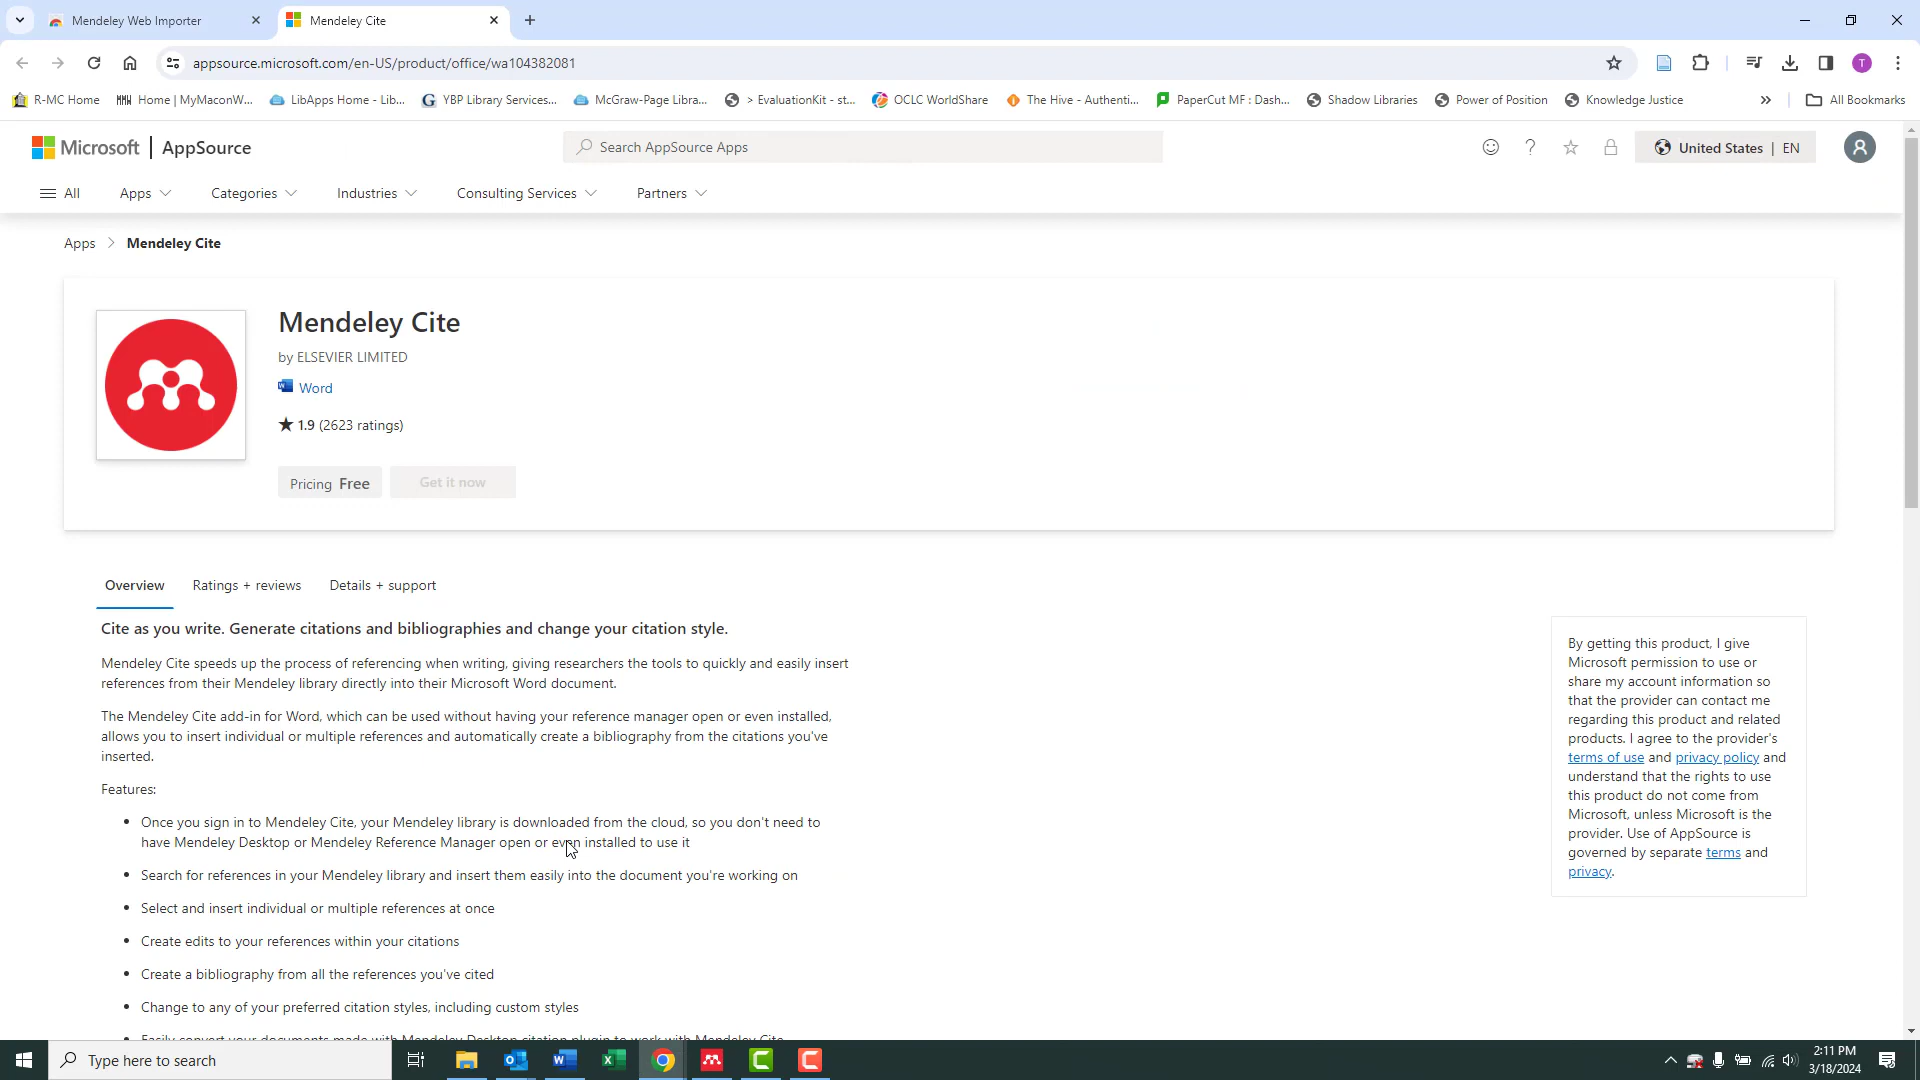 Mendeley Web Importer
Mendeley Cite
appsource.microsoft.com/en-US/product/office/wa104382081
T
R-MC Home
Home | MyMaconW...
LibApps Home - Lib...
YBP Library Services...
McGraw-Page Libra...
> EvaluationKit - st...
OCLC WorldShare
The Hive - Authenti...
PaperCut MF : Dash...
Shadow Libraries
Power of Position
Knowledge Justice
All Bookmarks
Microsoft | AppSource
Search AppSource Apps
United States | EN
All
Apps
Categories
Industries
Consulting Services
Partners
Apps > Mendeley Cite
Mendeley Cite
by ELSEVIER LIMITED
Word
★ 1.9 (2623 ratings)
Pricing Free
Get it now
Overview
Ratings + reviews
Details + support
Cite as you write. Generate citations and bibliographies and change your citation style.
Mendeley Cite speeds up the process of referencing when writing, giving researchers the tools to quickly and easily insert
references from their Mendeley library directly into their Microsoft Word document.
The Mendeley Cite add-in for Word, which can be used without having your reference manager open or even installed,
allows you to insert individual or multiple references and automatically create a bibliography from the citations you've
inserted.
Features:
• Once you sign in to Mendeley Cite, your Mendeley library is downloaded from the cloud, so you don't need to
have Mendeley Desktop or Mendeley Reference Manager open or even installed to use it
• Search for references in your Mendeley library and insert them easily into the document you're working on
• Select and insert individual or multiple references at once
• Create edits to your references within your citations
• Create a bibliography from all the references you've cited
• Change to any of your preferred citation styles, including custom styles
• Easily convert your documents made with Mendeley Desktop citation plugin to work with Mendeley Cite
By getting this product, I give
Microsoft permission to use or
share my account information so
that the provider can contact me
regarding this product and related
products. I agree to the provider's
terms of use and privacy policy and
understand that the rights to use
this product do not come from
Microsoft, unless Microsoft is the
provider. Use of AppSource is
governed by separate terms and
privacy.
Type here to search
2:11 PM
3/18/2024